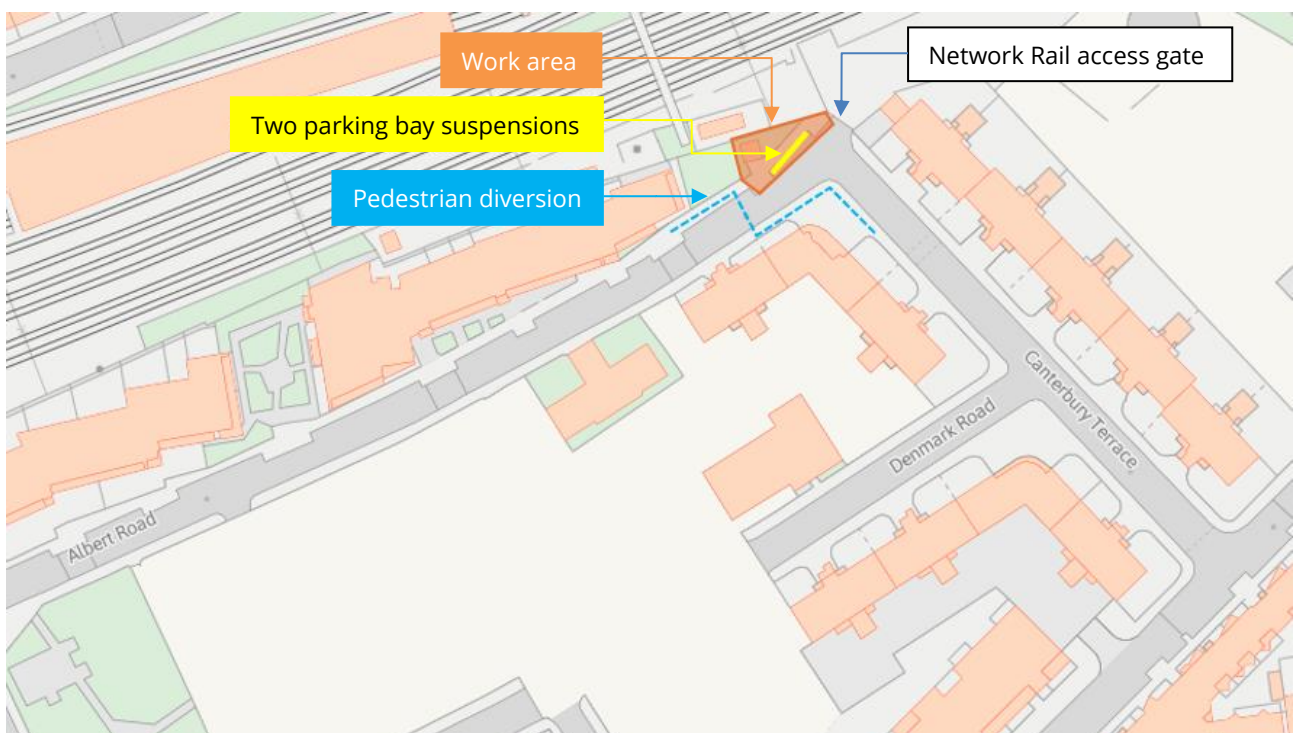 Work area
Network Rail access gate
Two parking bay suspensions
Pedestrian diversion
Canterbury Terrace
Denmark Road
Albert Road